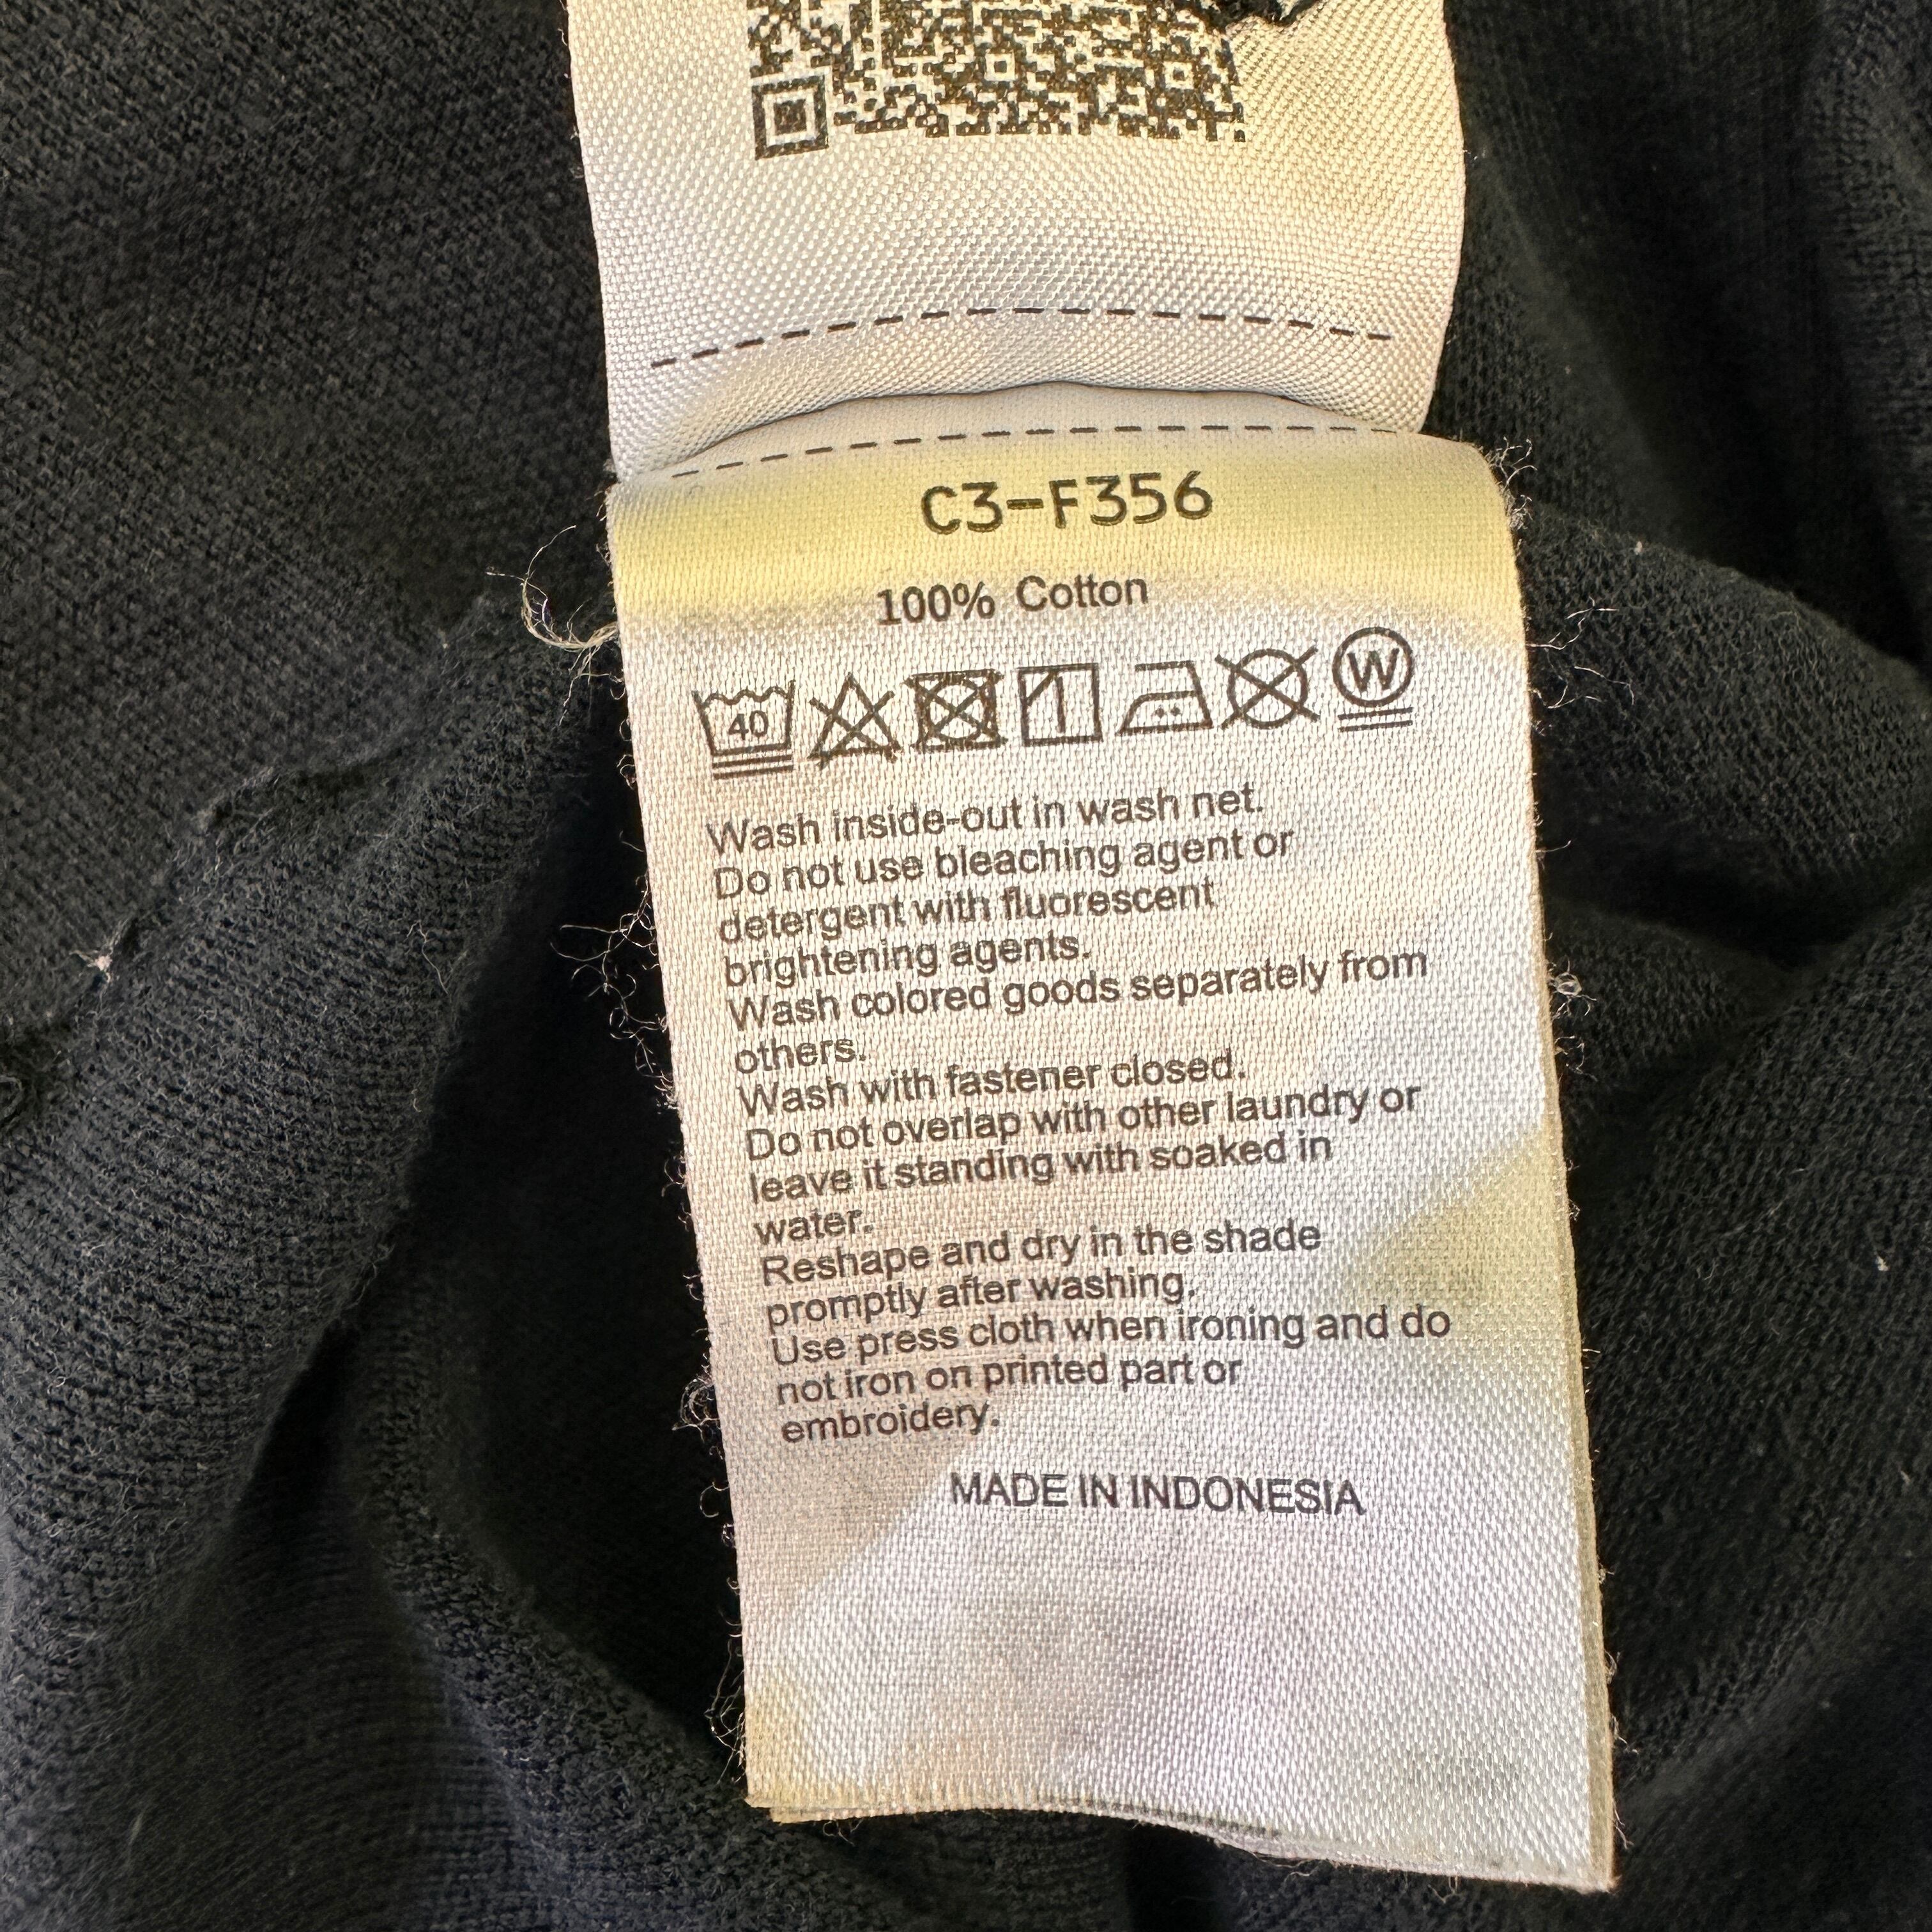 C3-F356
100% Cotton
40 W
Wash inside-out in wash net.
Do not use bleaching agent or
detergent with fluorescent
brightening agents.
Wash colored goods separately from
others.
Wash with fastener closed.
Do not overlap with other laundry or
leave it standing with soaked in
water.
Reshape and dry in the shade
promptly after washing.
Use press cloth when ironing and do
not iron on printed part or
embroidery.
MADE IN INDONESIA